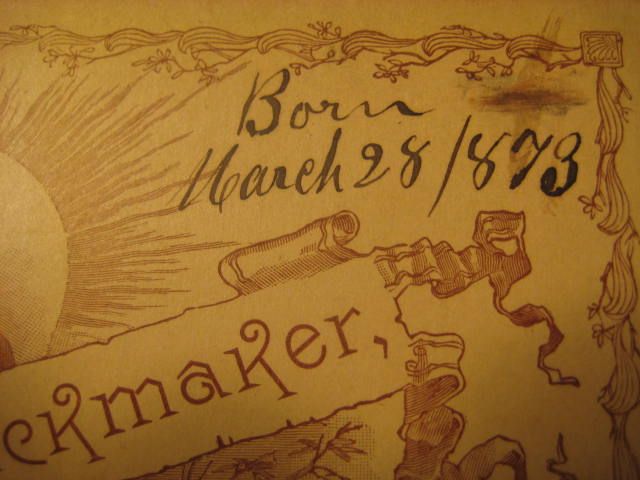 Born
March 28 1873
ckmaker,